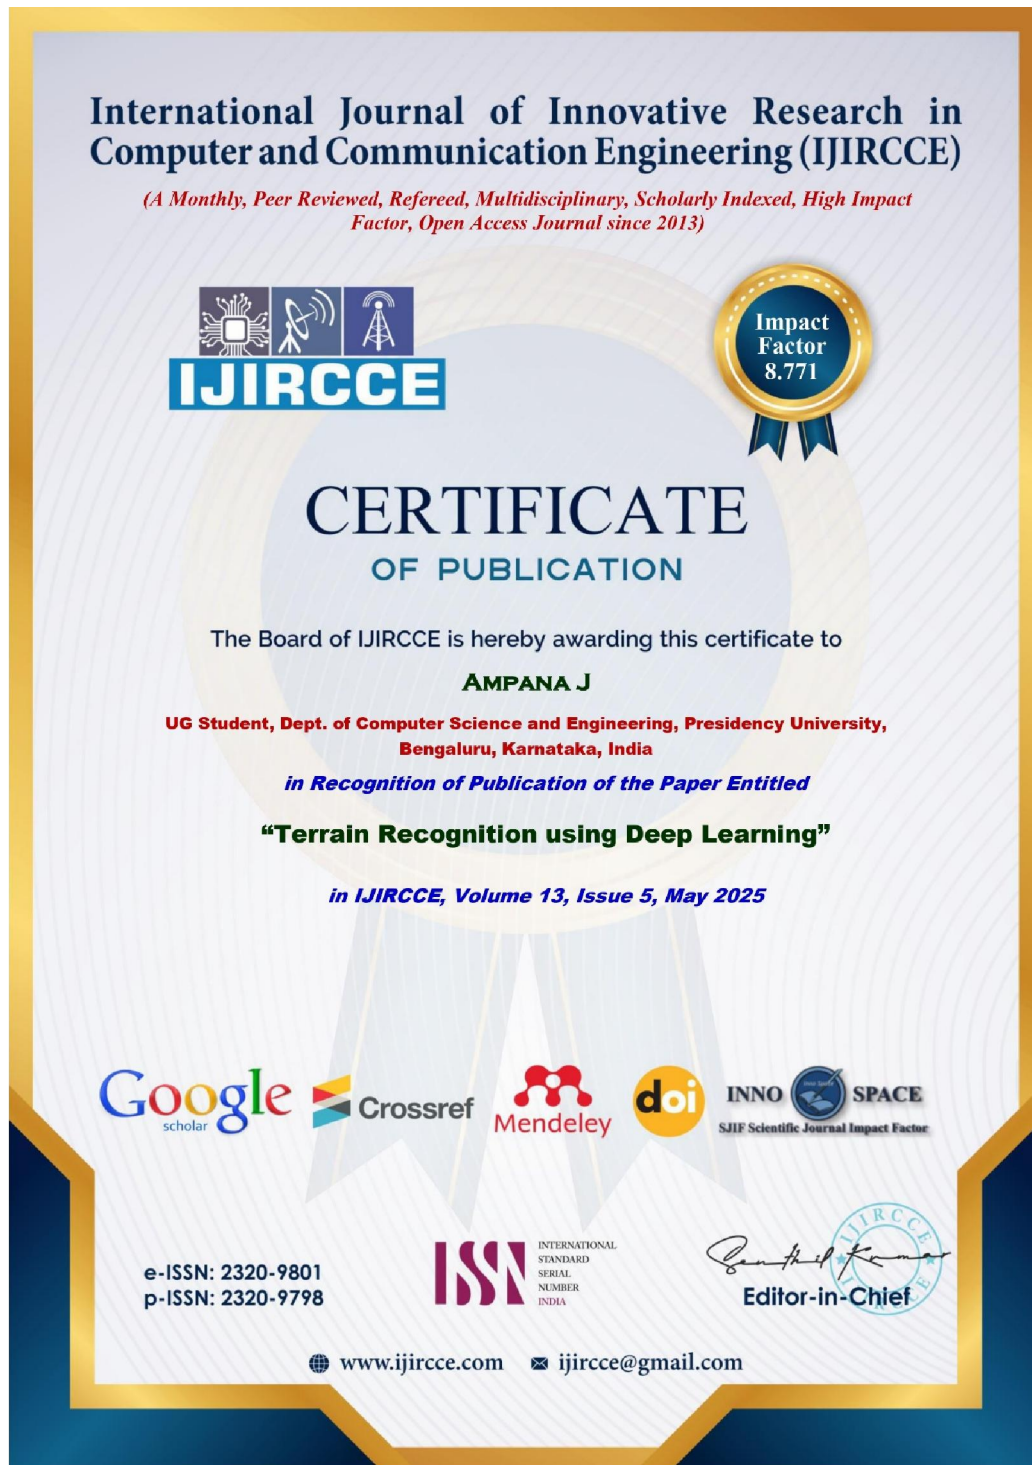 International Journal of Innovative Research in
Computer and Communication Engineering (IJIRCCE)
(A Monthly, Peer Reviewed, Refereed, Multidisciplinary, Scholarly Indexed, High Impact
Factor, Open Access Journal since 2013)
IJIRCCE
Impact
Factor
8.771
CERTIFICATE
OF PUBLICATION
The Board of IJIRCCE is hereby awarding this certificate to
AMPANA J
UG Student, Dept. of Computer Science and Engineering, Presidency University,
Bengaluru, Karnataka, India
in Recognition of Publication of the Paper Entitled
“Terrain Recognition using Deep Learning”
in IJIRCCE, Volume 13, Issue 5, May 2025
Google
scholar
Crossref
Mendeley
doi
INNO SPACE
SJIF Scientific Journal Impact Factor
e-ISSN: 2320-9801
p-ISSN: 2320-9798
ISSN
INTERNATIONAL
STANDARD
SERIAL
NUMBER
INDIA
IJIRCCE
Senthil Kumar
IJIRCCE
Editor-in-Chief
www.ijircce.com ijircce@gmail.com